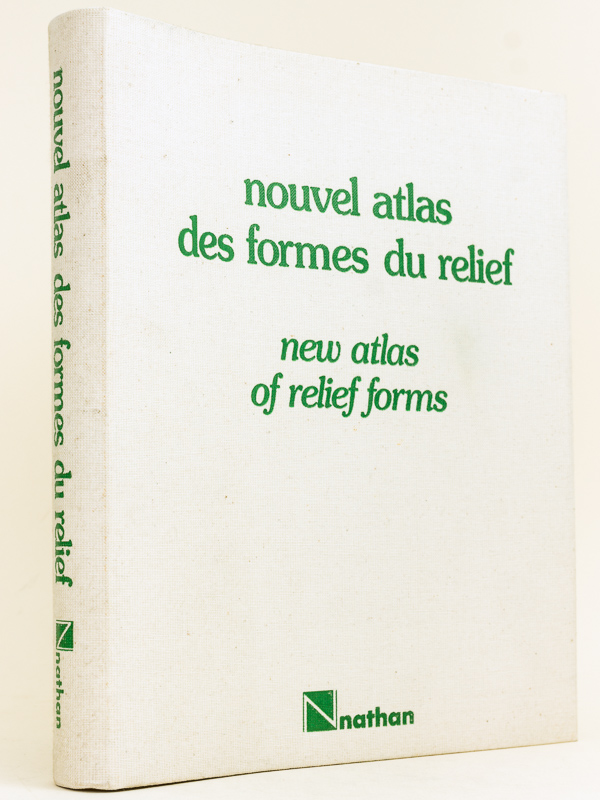 nouvel atlas des formes du relief
nathan
nouvel atlas
des formes du relief
new atlas
of relief forms
nathan